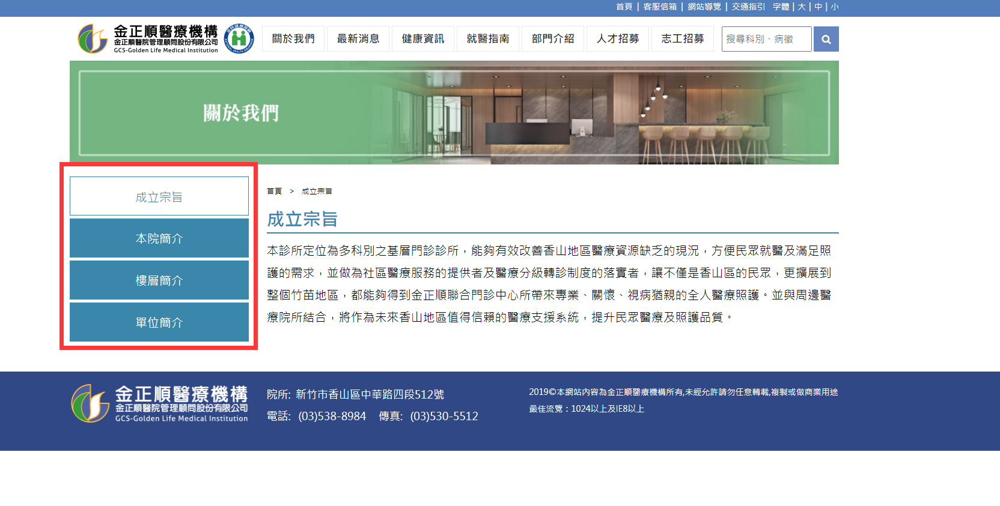 首頁 | 客服信箱 | 網站導覽 | 交通指引 字體 | 大 | 中 | 小
金正順醫療機構
金正順醫院管理顧問股份有限公司
GCS-Golden Life Medical Institution
關於我們 最新消息 健康資訊 就醫指南 部門介紹 人才招募 志工招募 搜尋科別、病徵
關於我們
成立宗旨
本院簡介
樓層簡介
單位簡介
首頁 > 成立宗旨
成立宗旨
本診所定位為多科別之基層門診診所，能夠有效改善香山地區醫療資源缺乏的現況，方便民眾就醫及滿足照
護的需求，並做為社區醫療服務的提供者及醫療分級轉診制度的落實者，讓不僅是香山區的民眾，更擴展到
整個竹苗地區，都能夠得到金正順聯合門診中心所帶來專業、關懷、視病猶親的全人醫療照護。並與周邊醫
療院所結合，將作為未來香山地區值得信賴的醫療支援系統，提升民眾醫療及照護品質。
金正順醫療機構
金正順醫院管理顧問股份有限公司
GCS-Golden Life Medical Institution
院所: 新竹市香山區中華路四段512號
電話: (03)538-8984 傳真: (03)530-5512
2019©本網站內容為金正順醫療機構所有,未經允許請勿任意轉載,複製或做商業用途
最佳流覽：1024以上及IE8以上